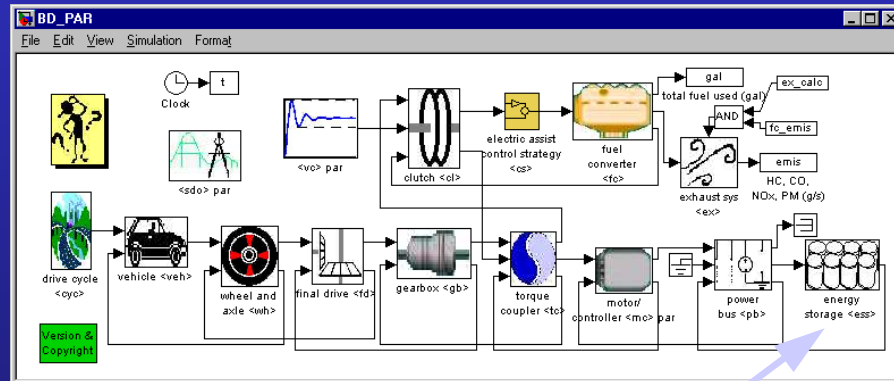 BD_PAR
File Edit View Simulation Format
Clock
t
<sdo> par
<vc> par
clutch <cl>
electric assist
control strategy
<cs>
fuel
converter
<fc>
gal
total fuel used (gal)
ex_calc
AND
fc_emis
exhaust sys
<ex>
emis
HC, CO,
NOx, PM (g/s)
drive cycle
<cyc>
vehicle <veh>
wheel and
axle <wh>
final drive <fd>
gearbox <gb>
torque
coupler <tc>
motor/
controller <mc> par
power
bus <pb>
energy
storage <ess>
Version &
Copyright